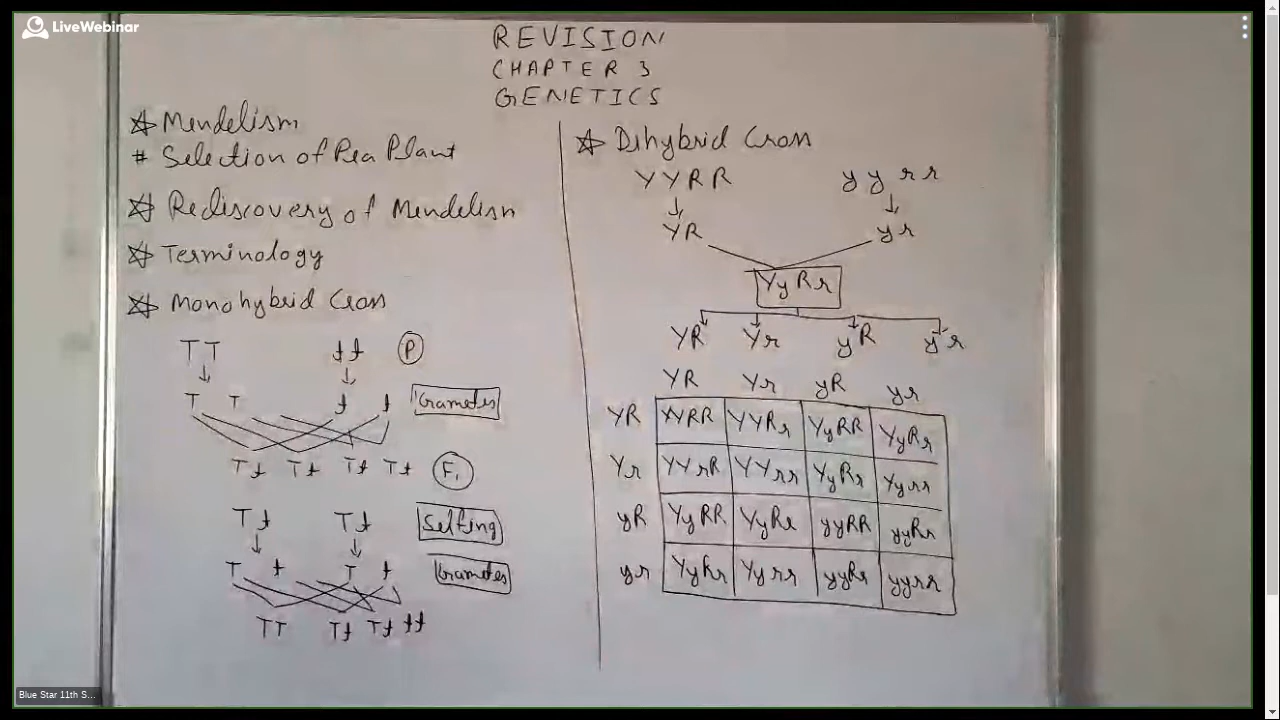 LiveWebinar
REVISION
CHAPTER 3
GENETICS
Mendelism
# Selection of Pea Plant
Rediscovery of Mendelism
Terminology
Monohybrid Cross
TT tt P
T T t t Gametes
Tt Tt Tt Tt F1
Tt Tt Selfing
T t T t Gametes
TT Tt Tt tt
Dihybrid Cross
YYRR yyrr
YR yr
YyRr
YR Yr yR yr
YR Yr yR yr
YR YYRR YYRr YyRR YyRr
Yr YYrR YYrr YyRr Yyrr
yR YyRR YyRr yyRR yyRr
yr YyRr Yyrr yyRr yyrr
Blue Star 11th S...